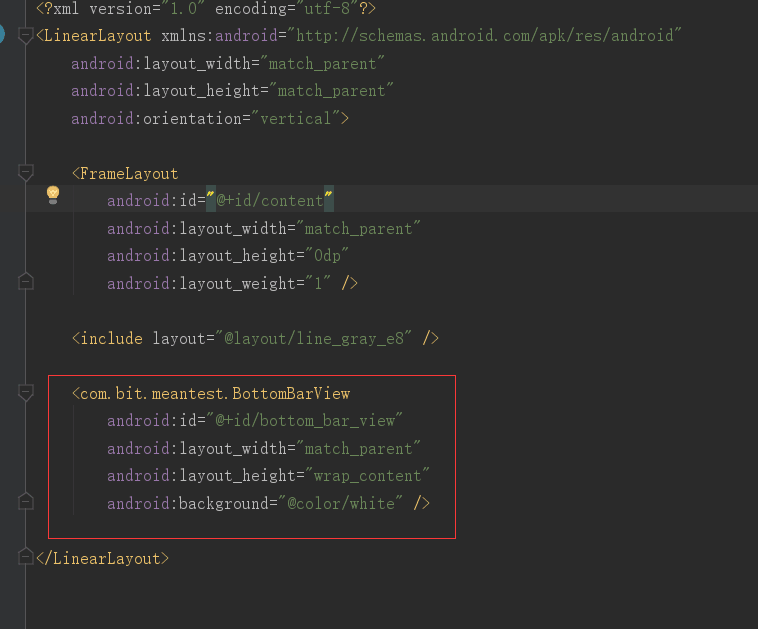 <?xml version="1.0" encoding="utf-8"?>
<LinearLayout xmlns:android="http://schemas.android.com/apk/res/android"
android:layout_width="match_parent"
android:layout_height="match_parent"
android:orientation="vertical">
<FrameLayout
android:id="@+id/content"
android:layout_width="match_parent"
android:layout_height="0dp"
android:layout_weight="1" />
<include layout="@layout/line_gray_e8" />
<com.bit.meantest.BottomBarView
android:id="@+id/bottom_bar_view"
android:layout_width="match_parent"
android:layout_height="wrap_content"
android:background="@color/white" />
</LinearLayout>